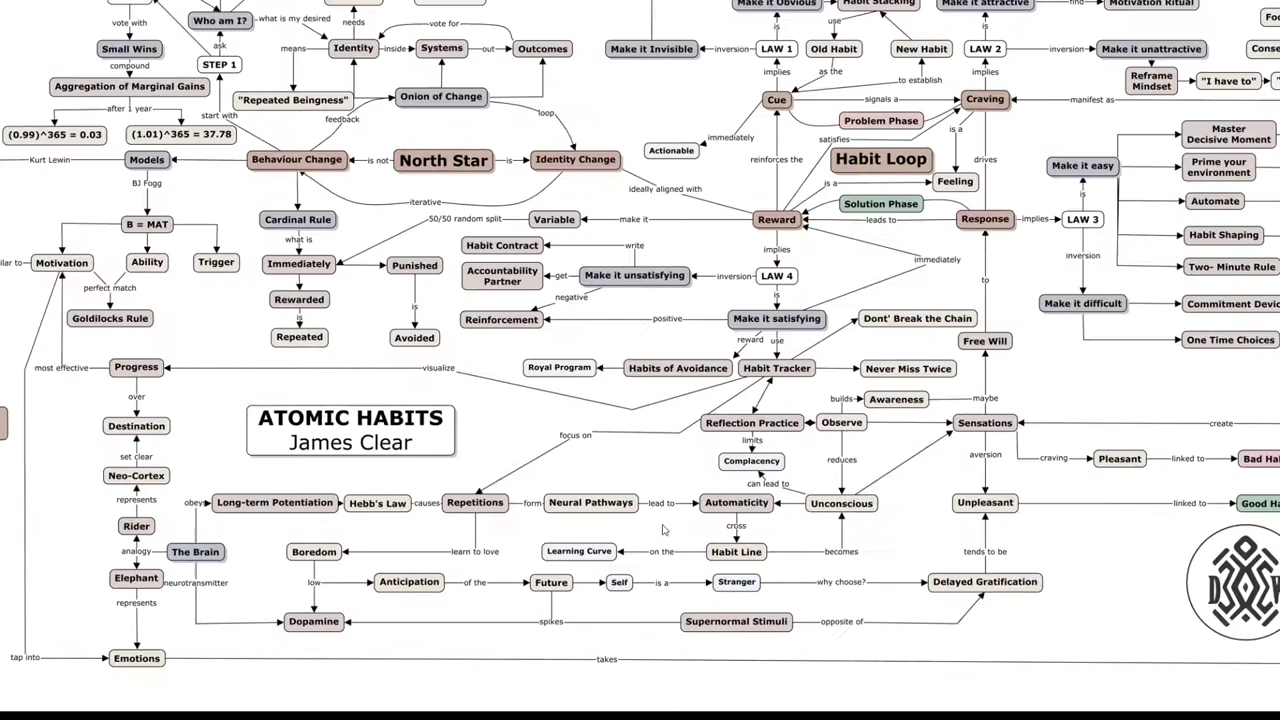 Make it Obvious
Habit Stacking
Make it attractive
find
Motivation Ritual
vote with
Who am I?
what is my desired
needs
vote for
is
use
is
Small Wins
ask
means
Identity
inside
Systems
out
Outcomes
Make it Invisible
inversion
LAW 1
Old Habit
New Habit
LAW 2
inversion
Make it unattractive
compound
STEP 1
implies
as the
to establish
implies
Reframe
Mindset
"I have to"
Aggregation of Marginal Gains
"Repeated Beingness"
Onion of Change
Cue
signals a
Craving
manifest as
after 1 year
start with
feedback
loop
Problem Phase
(0.99)^365 = 0.03
(1.01)^365 = 37.78
immediately
satisfies
is a
Master
Decisive Moment
Actionable
Kurt Lewin
Models
Behaviour Change
is not
North Star
is
Identity Change
reinforces the
Habit Loop
drives
Make it easy
Prime your
environment
BJ Fogg
ideally aligned with
is a
Feeling
is
Automate
iterative
Solution Phase
B = MAT
Cardinal Rule
50/50 random split
Variable
make it
Reward
leads to
Response
implies
LAW 3
what is
Habit Contract
write
implies
Habit Shaping
Motivation
Ability
Trigger
Immediately
Punished
immediately
inversion
Two- Minute Rule
Accountability
Partner
get
Make it unsatisfying
inversion
LAW 4
perfect match
Rewarded
is
negative
is
to
Make it difficult
Goldilocks Rule
is
Reinforcement
positive
Make it satisfying
Dont' Break the Chain
Repeated
Avoided
reward
use
Free Will
One Time Choices
most effective
Progress
visualize
Royal Program
Habits of Avoidance
Habit Tracker
Never Miss Twice
over
builds
Awareness
maybe
Destination
ATOMIC HABITS
James Clear
focus on
Reflection Practice
Observe
Sensations
create
set clear
limits
reduces
aversion
craving
Pleasant
linked to
Neo-Cortex
Complacency
can lead to
represents
obey
Long-term Potentiation
Hebb's Law
causes
Repetitions
form
Neural Pathways
lead to
Automaticity
Unconscious
Unpleasant
linked to
Rider
cross
analogy
The Brain
Boredom
learn to love
Learning Curve
on the
Habit Line
becomes
tends to be
Elephant
neurotransmitter
low
Anticipation
of the
Future
Self
is a
Stranger
why choose?
Delayed Gratification
represents
Dopamine
spikes
Supernormal Stimuli
opposite of
tap into
Emotions
takes